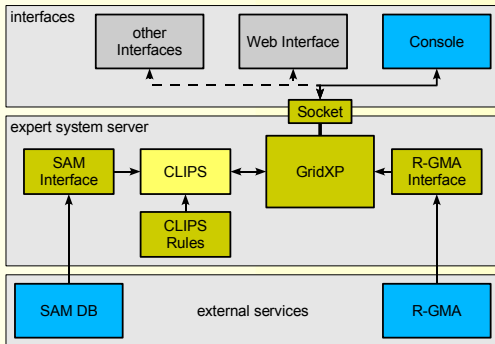 interfaces
other
Interfaces
Web Interface
Console
Socket
expert system server
SAM
Interface
CLIPS
GridXP
R-GMA
Interface
CLIPS
Rules
SAM DB
external services
R-GMA